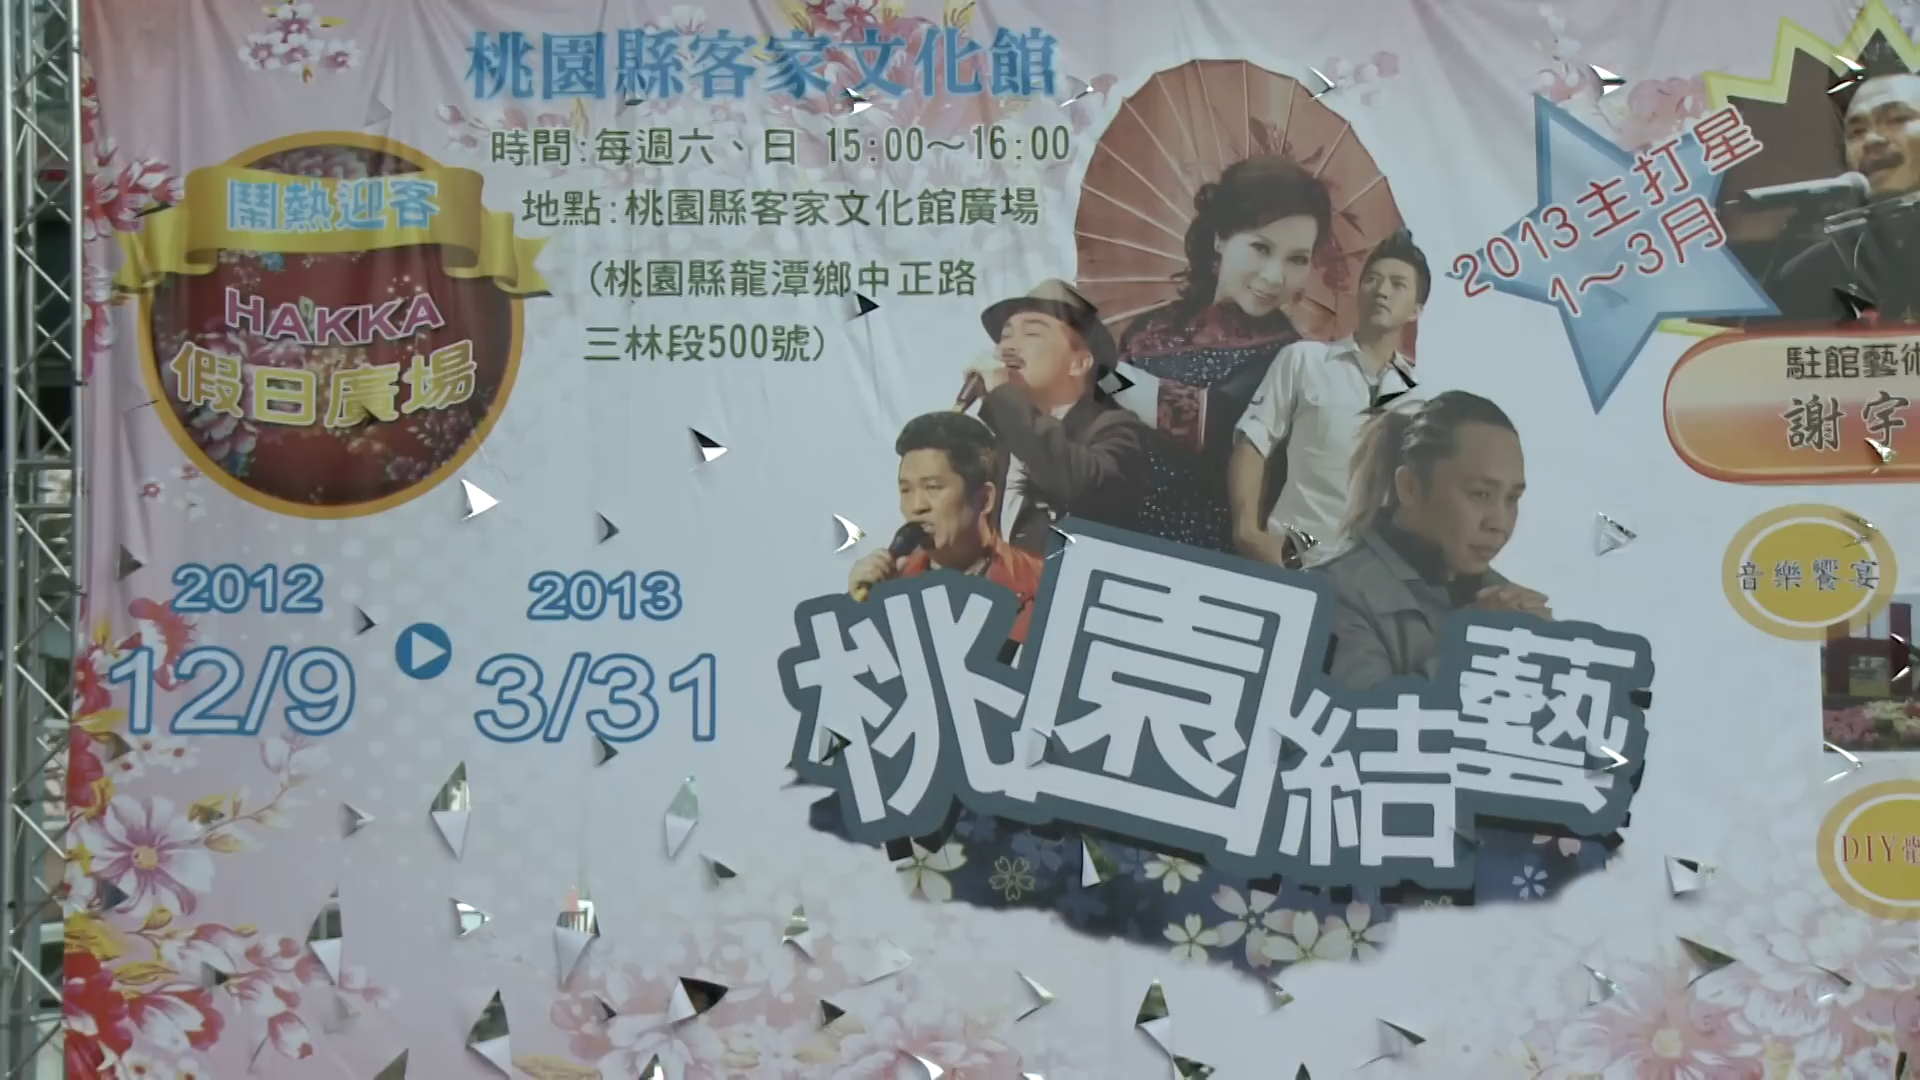 桃園縣客家文化館
時間:每週六、日 15:00～16:00
地點:桃園縣客家文化館廣場
(桃園縣龍潭鄉中正路
三林段500號)
鬧熱迎客
HAKKA
假日廣場
2012
12/9
2013
3/31
桃園結藝
2013主打星
1～3月
駐館藝術
謝宇
音樂饗宴
DIY